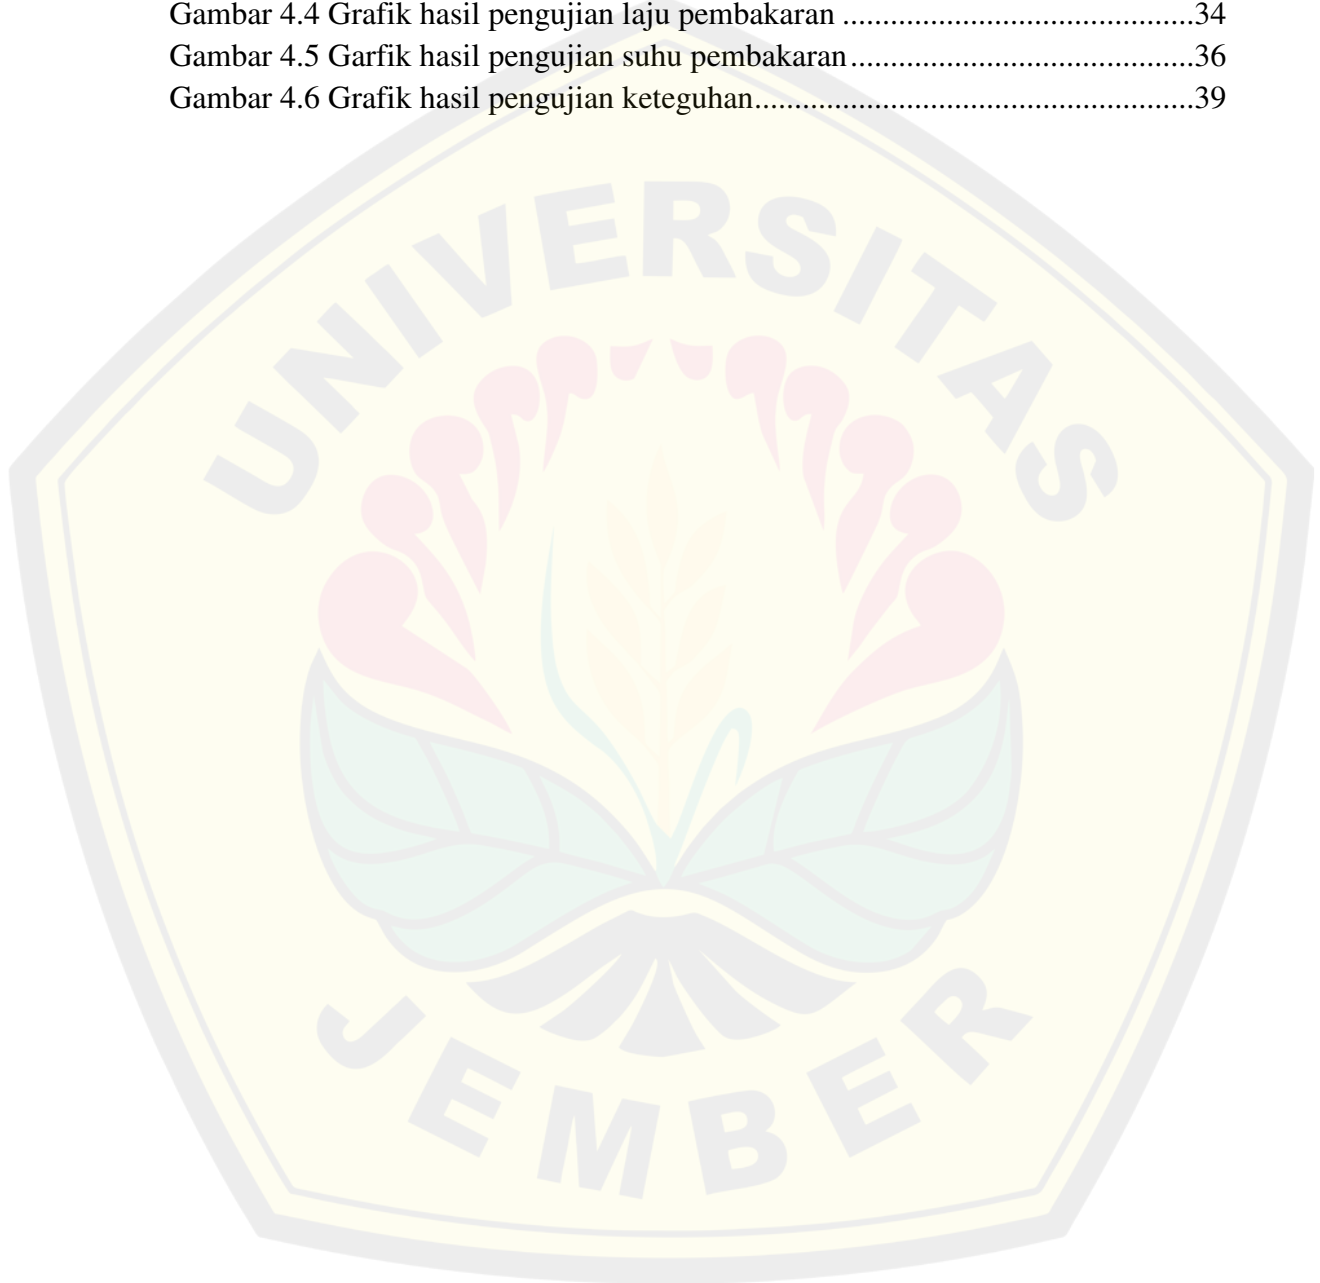 Gambar 4.4 Grafik hasil pengujian laju pembakaran ............................................34
Gambar 4.5 Garfik hasil pengujian suhu pembakaran...........................................36
Gambar 4.6 Grafik hasil pengujian keteguhan.......................................................39
UNIVERSITAS
JEMBER